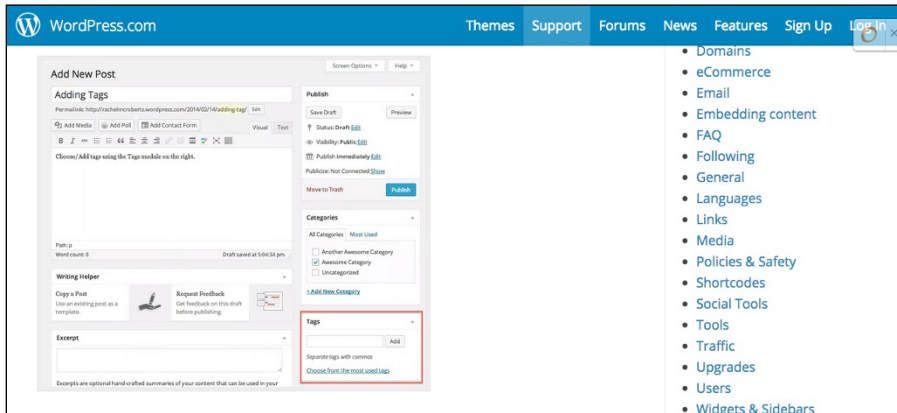 WordPress.com
Themes Support Forums News Features Sign Up Log In
Add New Post
Screen Options Help
Adding Tags
Permalink: http://rachelmcroberts.wordpress.com/2014/02/14/adding-tag/ Edit
Add Media Add Poll Add Contact Form
Visual Text
B I ABC
Choose/Add tags using the Tags module on the right.
Path: p
Word count: 0
Draft saved at 5:04:34 pm.
Writing Helper
Copy a Post
Use an existing post as a
template.
Request Feedback
Get feedback on this draft
before publishing.
Excerpt
Excerpts are optional hand-crafted summaries of your content that can be used in your
Publish
Save Draft Preview
Status: Draft Edit
Visibility: Public Edit
Publish Immediately Edit
Publicize: Not Connected Show
Move to Trash Publish
Categories
All Categories Most Used
Another Awesome Category
Awesome Category
Uncategorized
+ Add New Category
Tags
Add
Separate tags with commas
Choose from the most used tags
Domains
eCommerce
Email
Embedding content
FAQ
Following
General
Languages
Links
Media
Policies & Safety
Shortcodes
Social Tools
Tools
Traffic
Upgrades
Users
Widgets & Sidebars